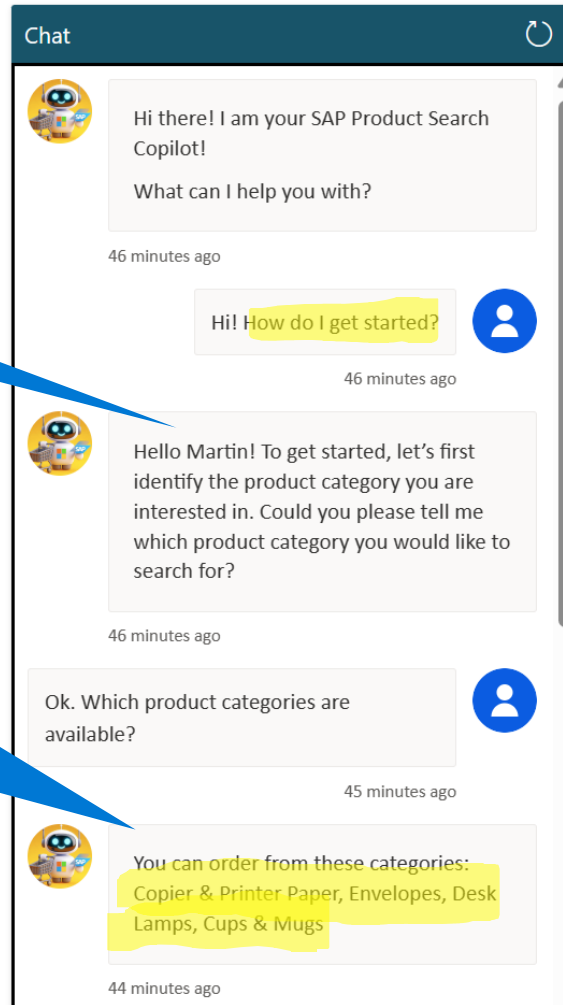 Chat
Hi there! I am your SAP Product Search
Copilot!
What can I help you with?
46 minutes ago
Hi! How do I get started?
46 minutes ago
Hello Martin! To get started, let’s first
identify the product category you are
interested in. Could you please tell me
which product category you would like to
search for?
46 minutes ago
Ok. Which product categories are
available?
45 minutes ago
You can order from these categories:
Copier & Printer Paper, Envelopes, Desk
Lamps, Cups & Mugs
44 minutes ago